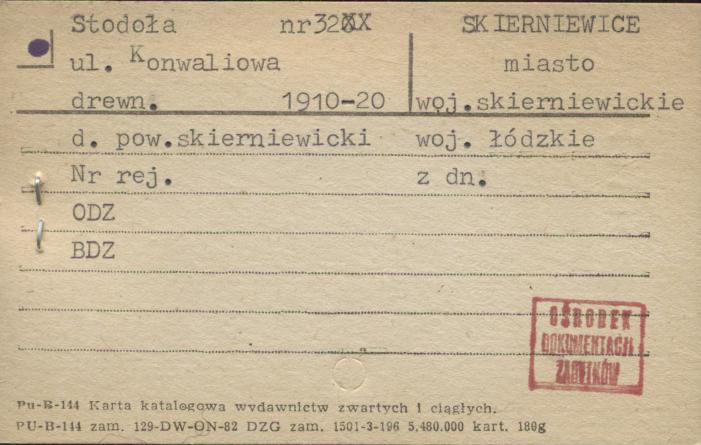 Stodoła nr 32 SKIERNIEWICE
ul. Konwaliowa miasto
drewn. 1910-20 woj.skierniewickie
d. pow.skierniewicki woj. łódzkie
Nr rej. z dn.
ODZ
BDZ
OŚRODEK
DOKUMENTACJI
ZABYTKÓW
Pu-B-144 Karta katalogowa wydawnictw zwartych i ciągłych.
PU-B-144 zam. 129-DW-ON-82 DZG zam. 1501-3-196 5.480.000 kart. 180g